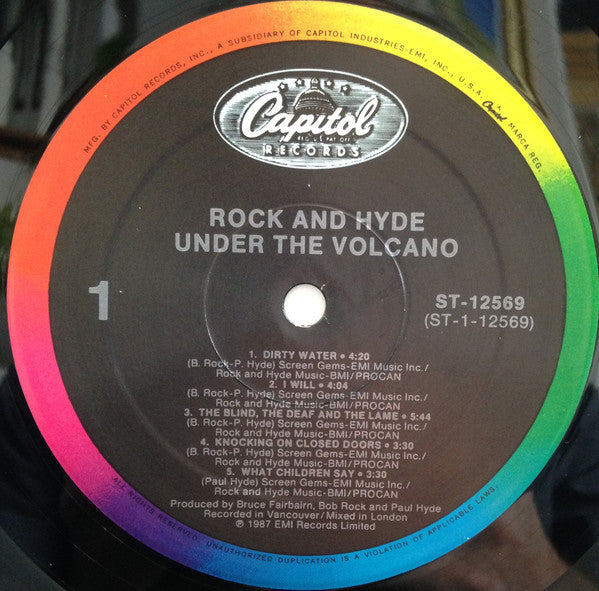 MFG. BY CAPITOL RECORDS, INC., A SUBSIDIARY OF CAPITOL INDUSTRIES-EMI, INC., U.S.A. Capitol MARCA REG.
Capitol
REG. U.S. PAT. OFF.
RECORDS
ROCK AND HYDE
UNDER THE VOLCANO
1
ST-12569
(ST-1-12569)
1. DIRTY WATER • 4:20
(B. Rock-P. Hyde) Screen Gems-EMI Music Inc./
Rock and Hyde Music-BMI/PROCAN
2. I WILL • 4:04
(B. Rock-P. Hyde) Screen Gems-EMI Music Inc./
Rock and Hyde Music-BMI/PROCAN
3. THE BLIND, THE DEAF AND THE LAME • 5:44
(B. Rock-P. Hyde) Screen Gems-EMI Music Inc./
Rock and Hyde Music-BMI/PROCAN
4. KNOCKING ON CLOSED DOORS • 3:30
(B. Rock-P. Hyde) Screen Gems-EMI Music Inc./
Rock and Hyde Music-BMI/PROCAN
5. WHAT CHILDREN SAY • 3:30
(Paul Hyde) Screen Gems-EMI Music Inc./
Rock and Hyde Music-BMI/PROCAN
Produced by Bruce Fairbairn, Bob Rock and Paul Hyde
Recorded in Vancouver/Mixed in London
℗ 1987 EMI Records Limited
ALL RIGHTS RESERVED. UNAUTHORIZED DUPLICATION IS A VIOLATION OF APPLICABLE LAWS.